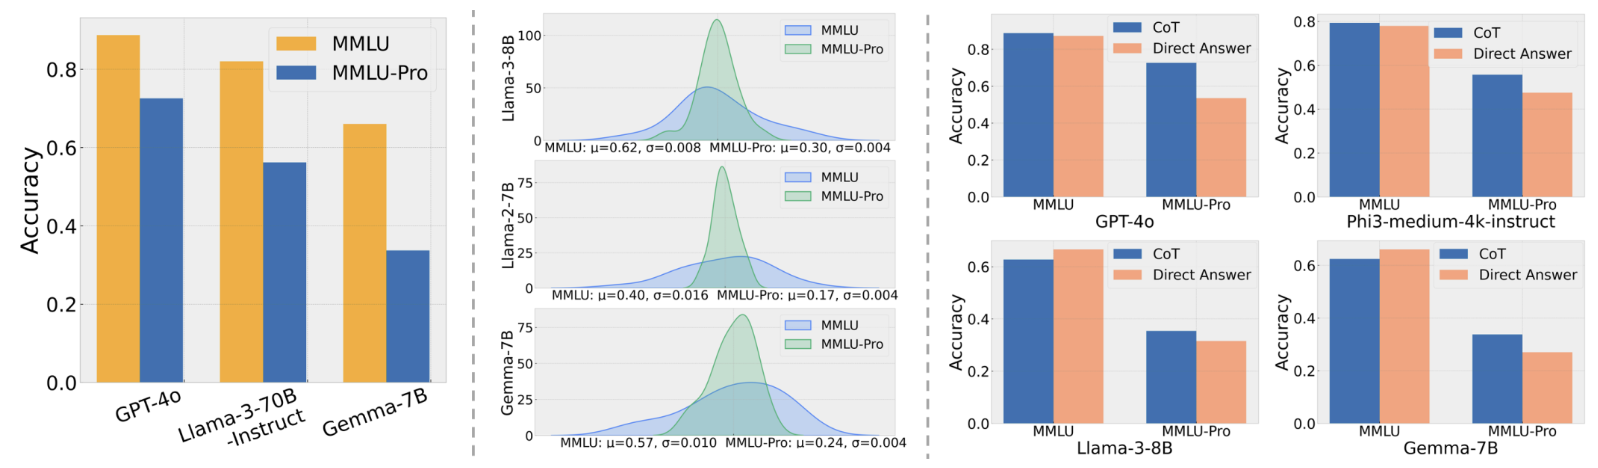 MMLU
MMLU-Pro
Accuracy
0.8
0.6
0.4
0.2
0.0
GPT-4o
Llama-3-70B
-Instruct
Gemma-7B
Llama-3-8B
100
50
0
MMLU
MMLU-Pro
MMLU: μ=0.62, σ=0.008 MMLU-Pro: μ=0.30, σ=0.004
Llama-2-7B
75
50
25
0
MMLU
MMLU-Pro
MMLU: μ=0.40, σ=0.016 MMLU-Pro: μ=0.17, σ=0.004
Gemma-7B
75
50
25
0
MMLU
MMLU-Pro
MMLU: μ=0.57, σ=0.010 MMLU-Pro: μ=0.24, σ=0.004
Accuracy
0.8
0.6
0.4
0.2
0.0
CoT
Direct Answer
MMLU MMLU-Pro
GPT-4o
Accuracy
0.8
0.6
0.4
0.2
0.0
CoT
Direct Answer
MMLU MMLU-Pro
Phi3-medium-4k-instruct
Accuracy
0.6
0.4
0.2
0.0
CoT
Direct Answer
MMLU MMLU-Pro
Llama-3-8B
Accuracy
0.6
0.4
0.2
0.0
CoT
Direct Answer
MMLU MMLU-Pro
Gemma-7B